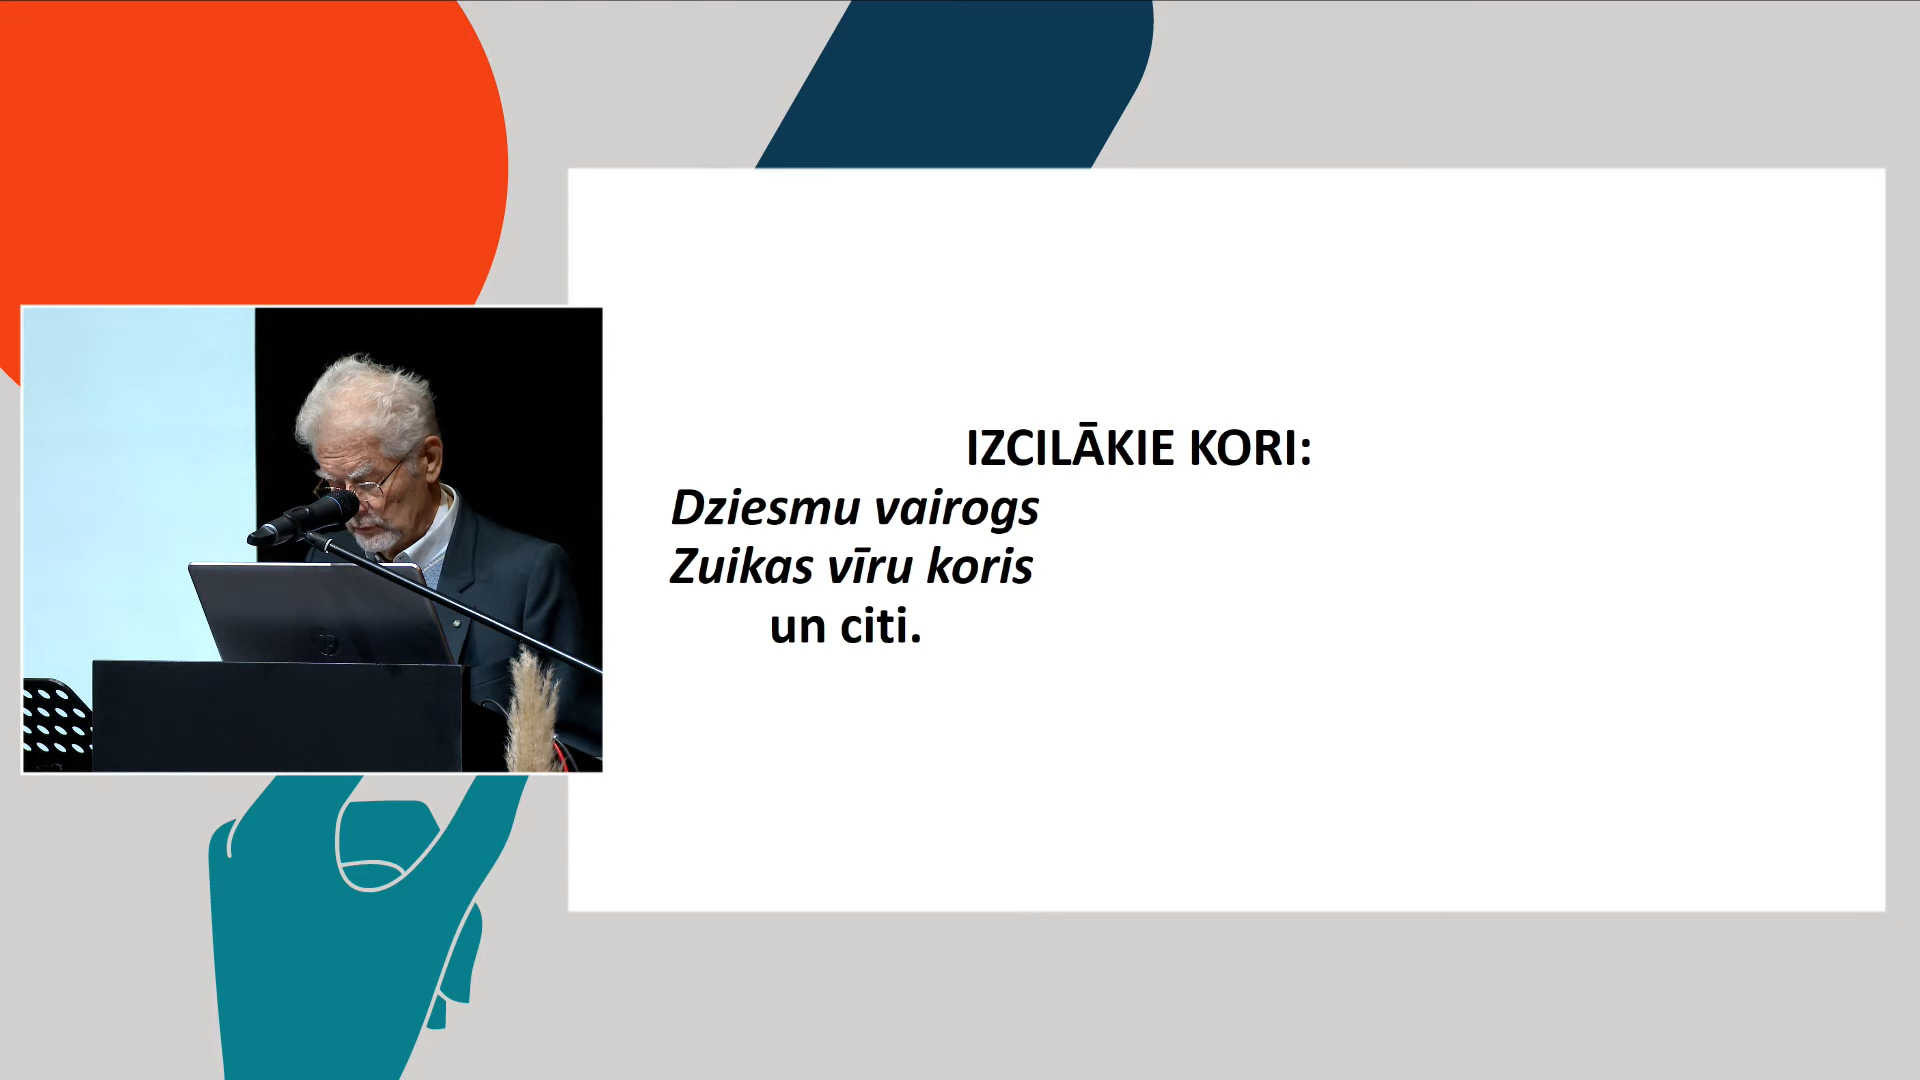 IZCILĀKIE KORI:
Dziesmu vairogs
Zuikas vīru koris
un citi.